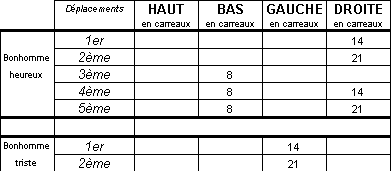 Déplacements HAUT BAS GAUCHE DROITE
en carreaux en carreaux en carreaux en carreaux
1er 14
Bonhomme 2ème 21
heureux 3ème 8
4ème 8 14
5ème 8 21
Bonhomme 1er 14
triste 2ème 21